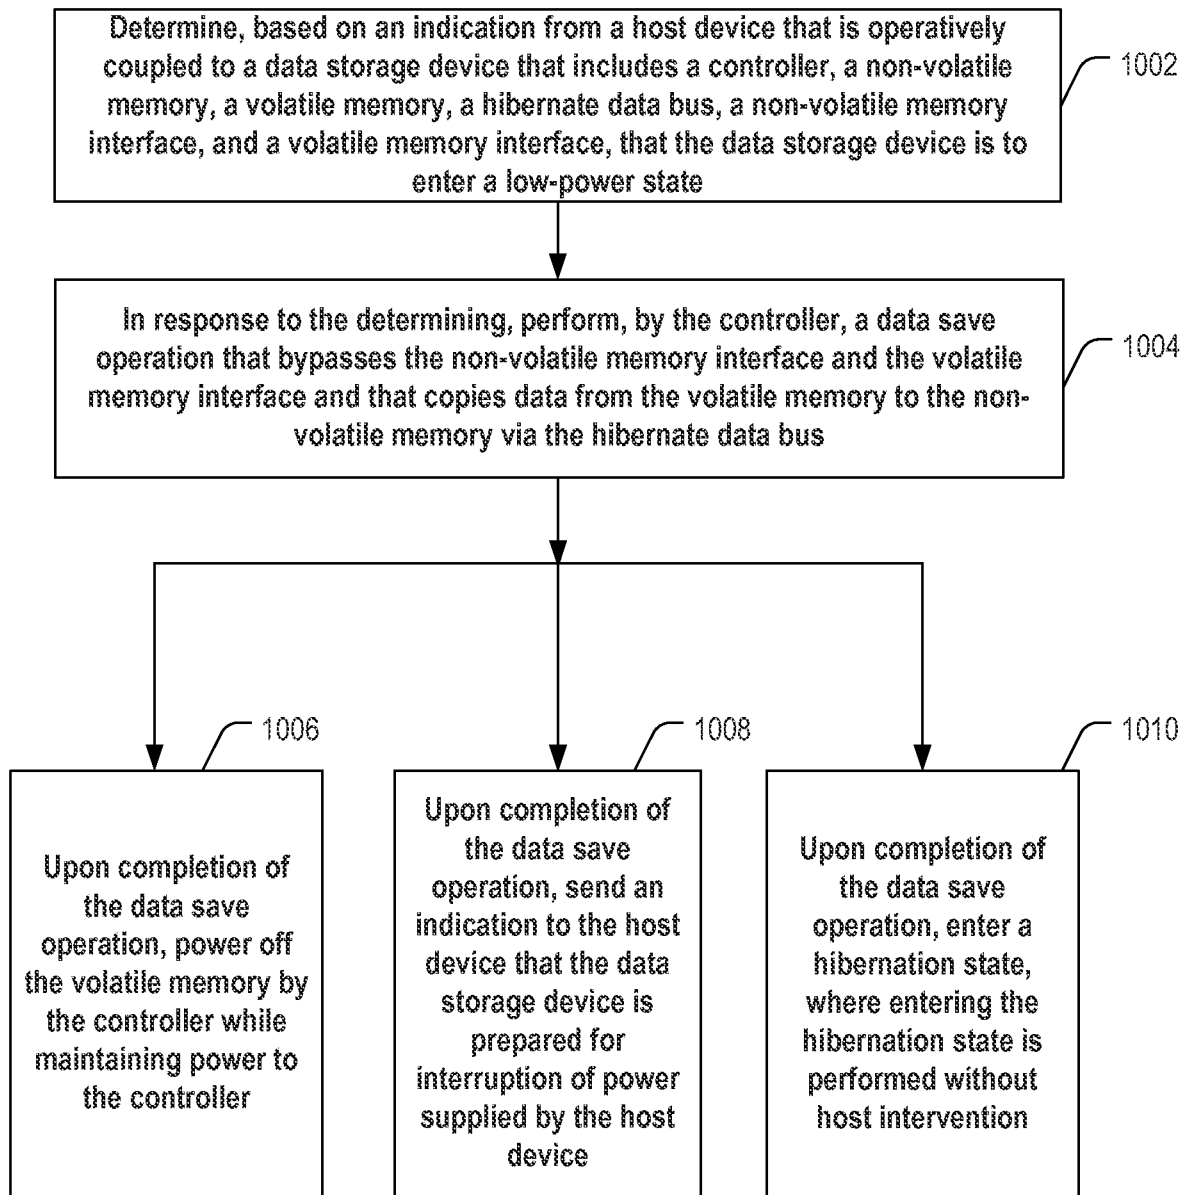 Determine, based on an indication from a host device that is operatively
coupled to a data storage device that includes a controller, a non-volatile
memory, a volatile memory, a hibernate data bus, a non-volatile memory
interface, and a volatile memory interface, that the data storage device is to
enter a low-power state
1002
In response to the determining, perform, by the controller, a data save
operation that bypasses the non-volatile memory interface and the volatile
memory interface and that copies data from the volatile memory to the non-
volatile memory via the hibernate data bus
1004
1006
Upon completion of
the data save
operation, power off
the volatile memory by
the controller while
maintaining power to
the controller
1008
Upon completion of
the data save
operation, send an
indication to the host
device that the data
storage device is
prepared for
interruption of power
supplied by the host
device
1010
Upon completion of
the data save
operation, enter a
hibernation state,
where entering the
hibernation state is
performed without
host intervention